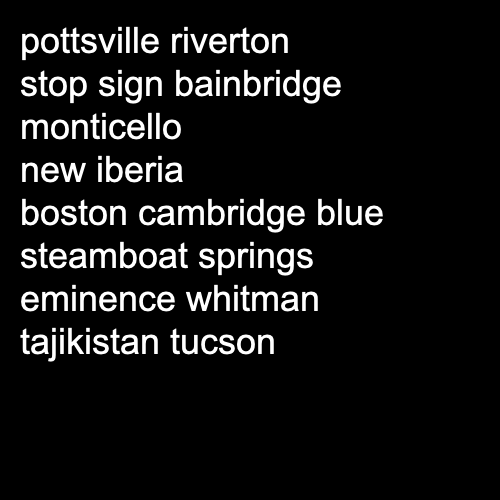 pottsville riverton
stop sign bainbridge
monticello
new iberia
boston cambridge blue
steamboat springs
eminence whitman
tajikistan tucson